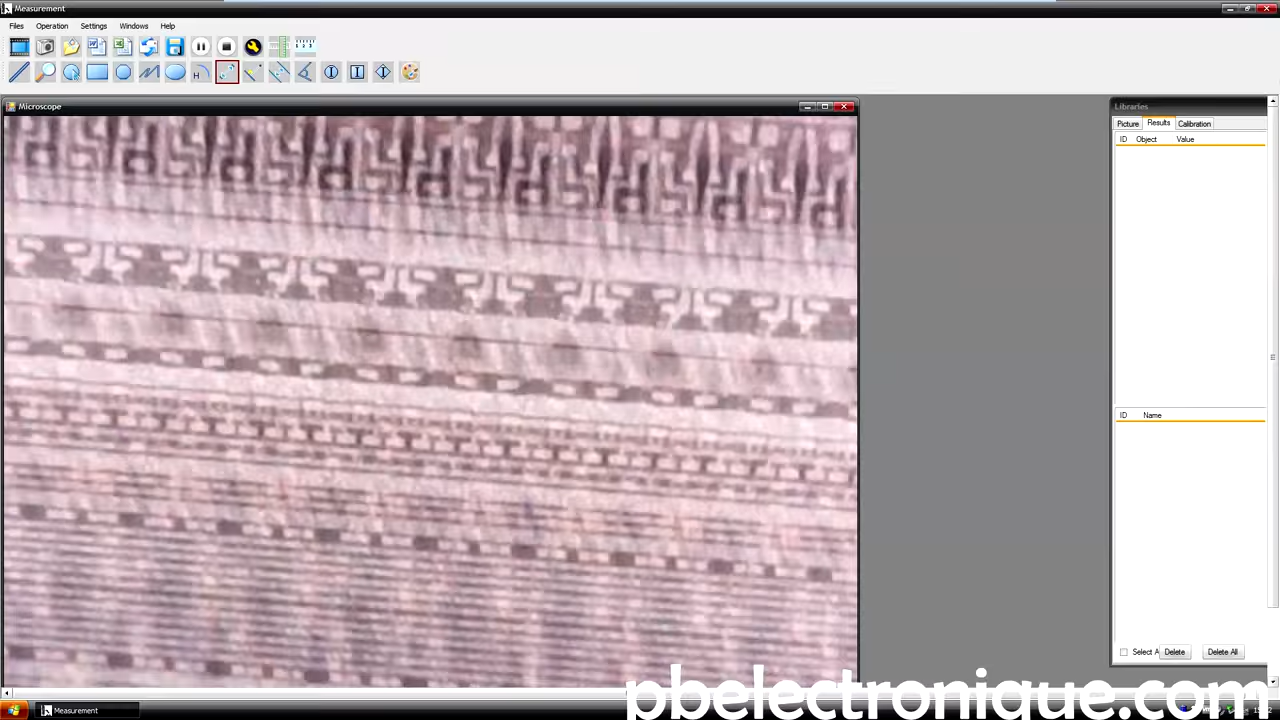 Measurement
Files Operation Settings Windows Help
Microscope
Libraries
Picture Results Calibration
ID Object Value
ID Name
Select A Delete Delete All
pbelectronique.com
Measurement